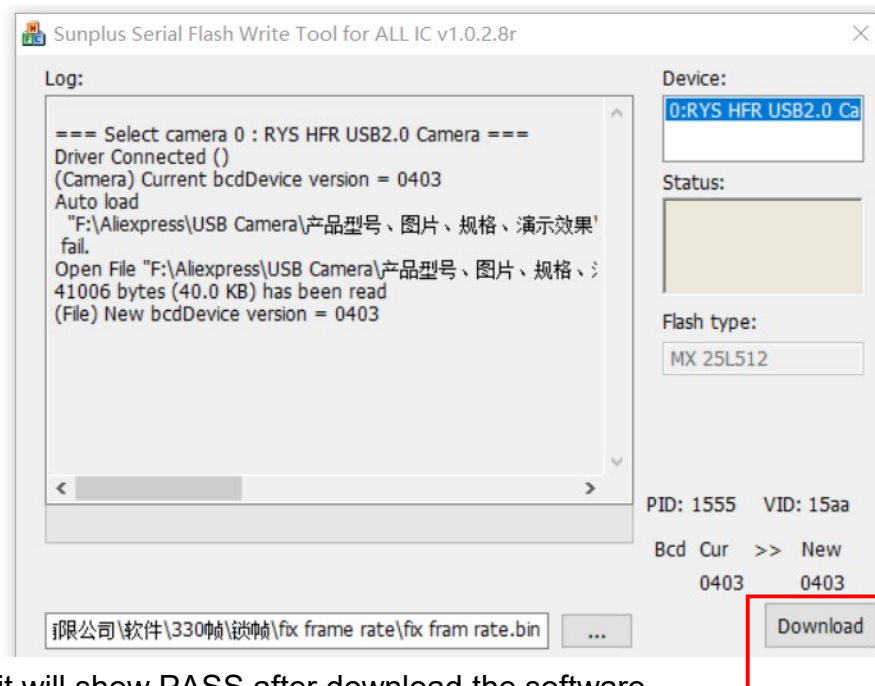 Sunplus Serial Flash Write Tool for ALL IC v1.0.2.8r
Log:
=== Select camera 0 : RYS HFR USB2.0 Camera ===
Driver Connected ()
(Camera) Current bcdDevice version = 0403
Auto load
"F:\Aliexpress\USB Camera\产品型号、图片、规格、演示效果'
fail.
Open File "F:\Aliexpress\USB Camera\产品型号、图片、规格、
41006 bytes (40.0 KB) has been read
(File) New bcdDevice version = 0403
Device:
0:RYS HFR USB2.0 Ca
Status:
Flash type:
MX 25L512
PID: 1555 VID: 15aa
Bcd Cur >> New
0403 0403
限公司\软件\330帧\锁帧\fix frame rate\fix fram rate.bin
...
Download
it will show PASS after download the software